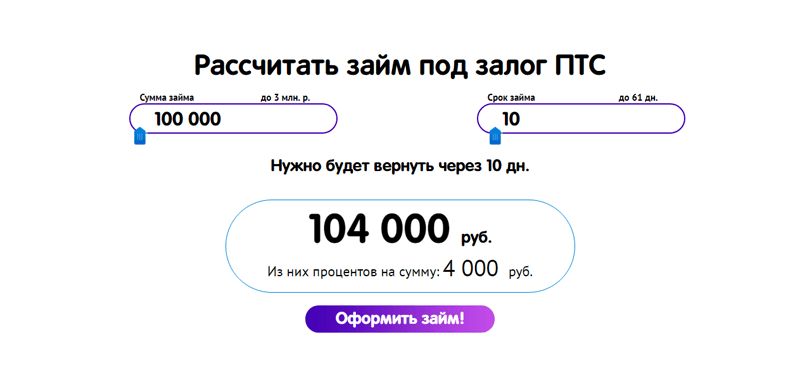 Рассчитать займ под залог ПТС
Сумма займа до 3 млн. р. Срок займа до 61 дн.
100 000 10
Нужно будет вернуть через 10 дн.
104 000 руб.
Из них процентов на сумму: 4 000 руб.
Оформить займ!